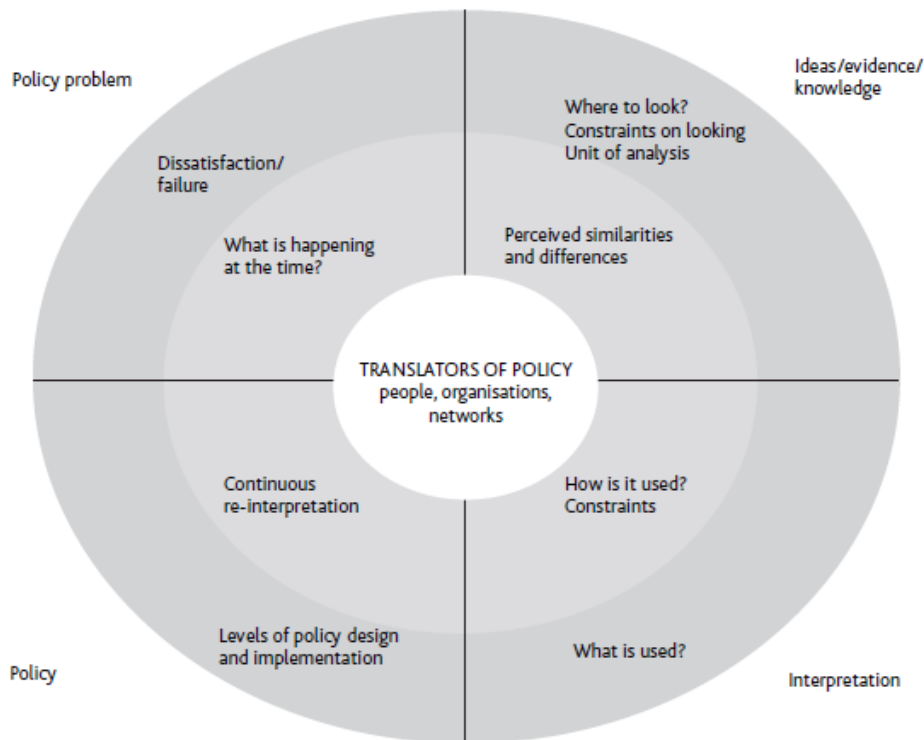 Policy problem
Ideas/evidence/
knowledge
Where to look?
Constraints on looking
Unit of analysis
Dissatisfaction/
failure
What is happening
at the time?
Perceived similarities
and differences
TRANSLATORS OF POLICY
people, organisations,
networks
Continuous
re-interpretation
How is it used?
Constraints
Levels of policy design
and implementation
What is used?
Policy
Interpretation